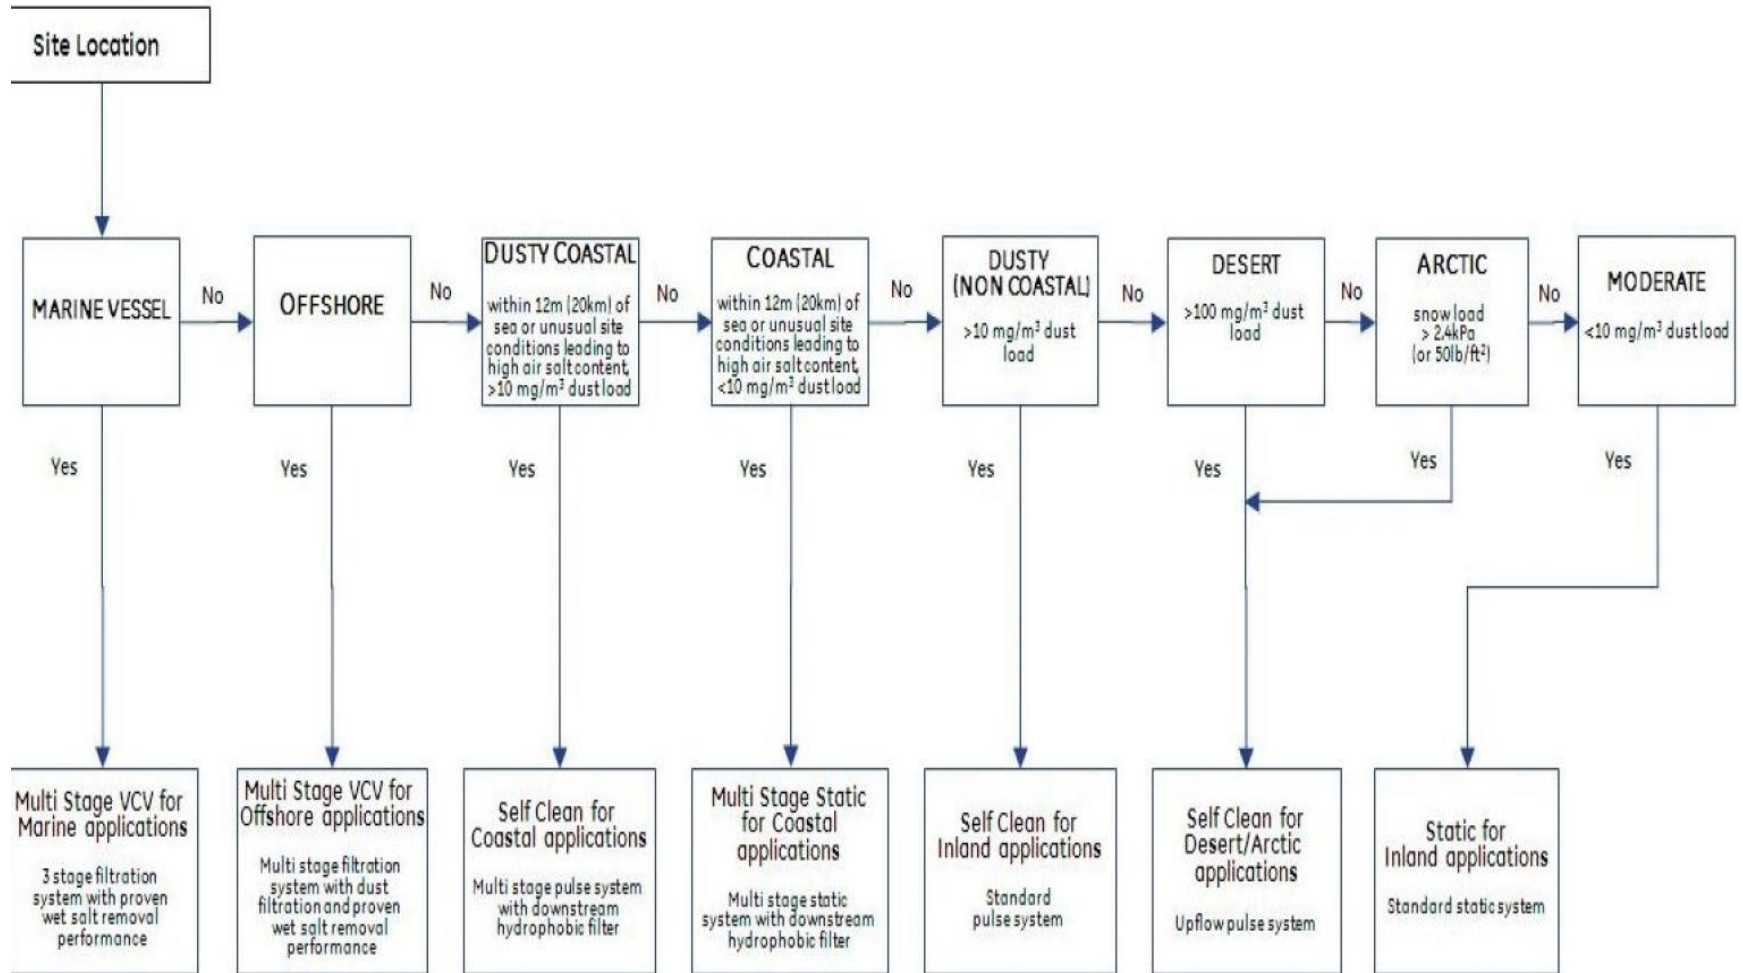 Site Location
MARINE VESSEL
No
OFFSHORE
No
DUSTY COASTAL
within 12m (20km) of
sea or unusual site
conditions leading to
high air salt content,
>10 mg/m³ dust load
No
COASTAL
within 12m (20km) of
sea or unusual site
conditions leading to
high air salt content,
<10 mg/m³ dust load
No
DUSTY
(NON COASTAL)
>10 mg/m³ dust
load
No
DESERT
>100 mg/m³ dust
load
No
ARCTIC
snow load
> 2.4kPa
(or 50lb/ft²)
No
MODERATE
<10 mg/m³ dust load
Yes
Yes
Yes
Yes
Yes
Yes
Yes
Yes
Multi Stage VCV for
Marine applications
3 stage filtration
system with proven
wet salt removal
performance
Multi Stage VCV for
Offshore applications
Multi stage filtration
system with dust
filtration and proven
wet salt removal
performance
Self Clean for
Coastal applications
Multi stage pulse system
with downstream
hydrophobic filter
Multi Stage Static
for Coastal
applications
Multi stage static
system with downstream
hydrophobic filter
Self Clean for
Inland applications
Standard
pulse system
Self Clean for
Desert/Arctic
applications
Upflow pulse system
Static for
Inland applications
Standard static system